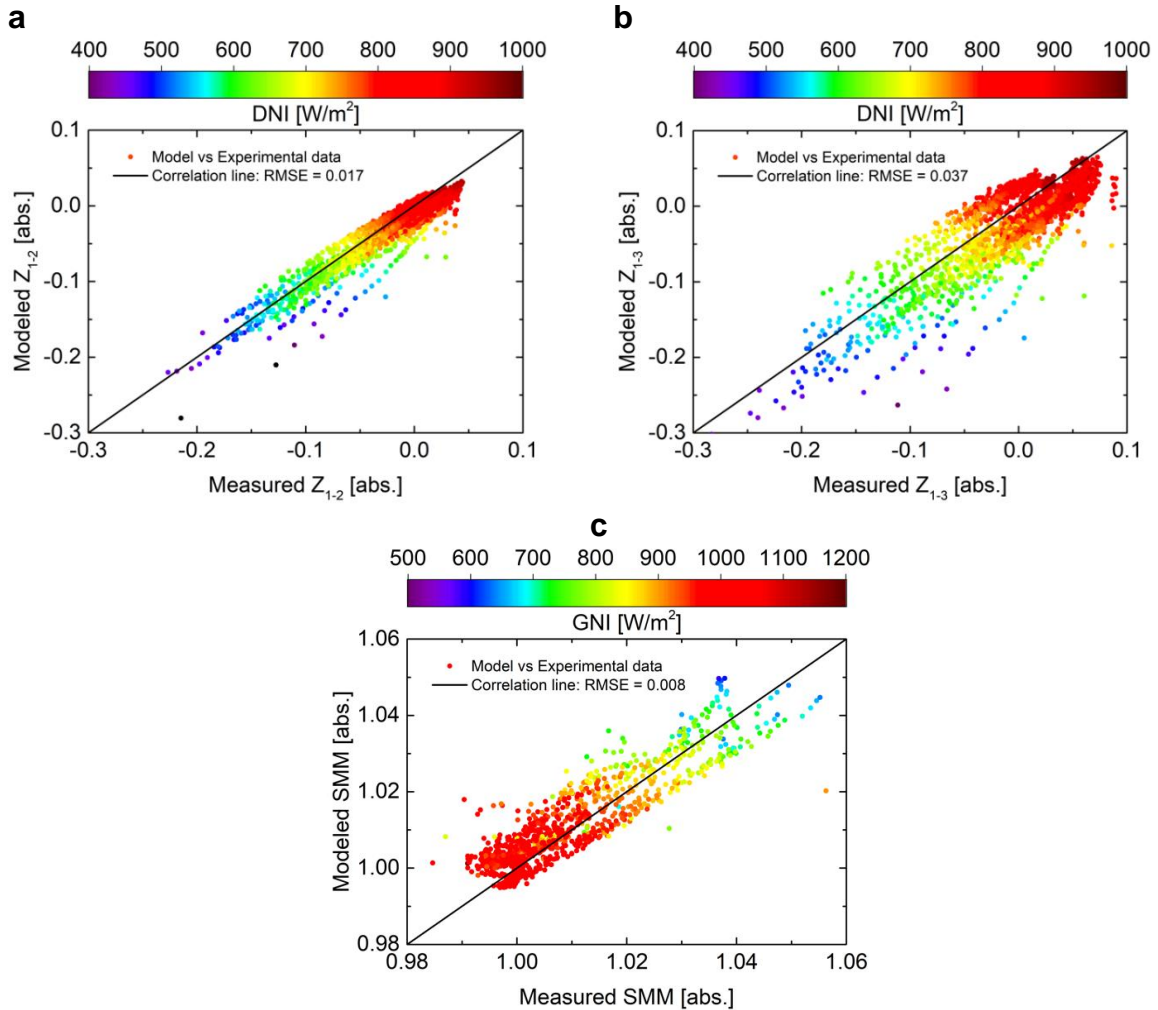 a
400 500 600 700 800 900 1000
DNI [W/m²]
Model vs Experimental data
Correlation line: RMSE = 0.017
0.1
0.0
-0.1
-0.2
-0.3
Modeled Z₁₋₂ [abs.]
-0.3 -0.2 -0.1 0.0 0.1
Measured Z₁₋₂ [abs.]
b
400 500 600 700 800 900 1000
DNI [W/m²]
Model vs Experimental data
Correlation line: RMSE = 0.037
0.1
0.0
-0.1
-0.2
-0.3
Modeled Z₁₋₃ [abs.]
-0.3 -0.2 -0.1 0.0 0.1
Measured Z₁₋₃ [abs.]
c
500 600 700 800 900 1000 1100 1200
GNI [W/m²]
Model vs Experimental data
Correlation line: RMSE = 0.008
1.06
1.04
1.02
1.00
0.98
Modeled SMM [abs.]
0.98 1.00 1.02 1.04 1.06
Measured SMM [abs.]